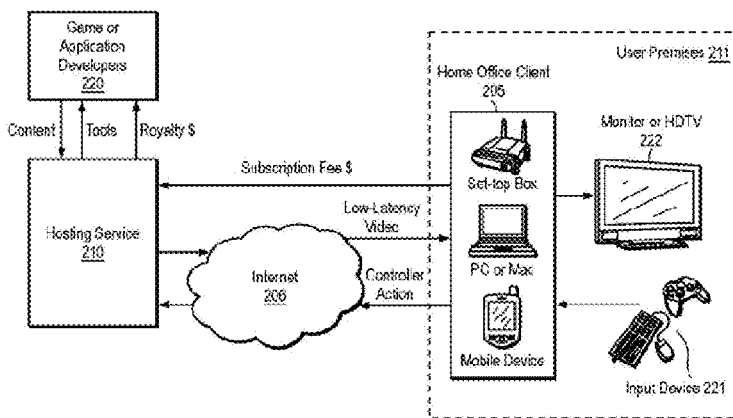 Game or
Application
Developers
220
Content
Tools
Royalty $
Hosting Service
210
Subscription Fee $
Low-Latency
Video
Internet
206
Controller
Action
User Premises 211
Home Office Client
205
Set-top Box
PC or Mac
Mobile Device
Monitor or HDTV
222
Input Device 221